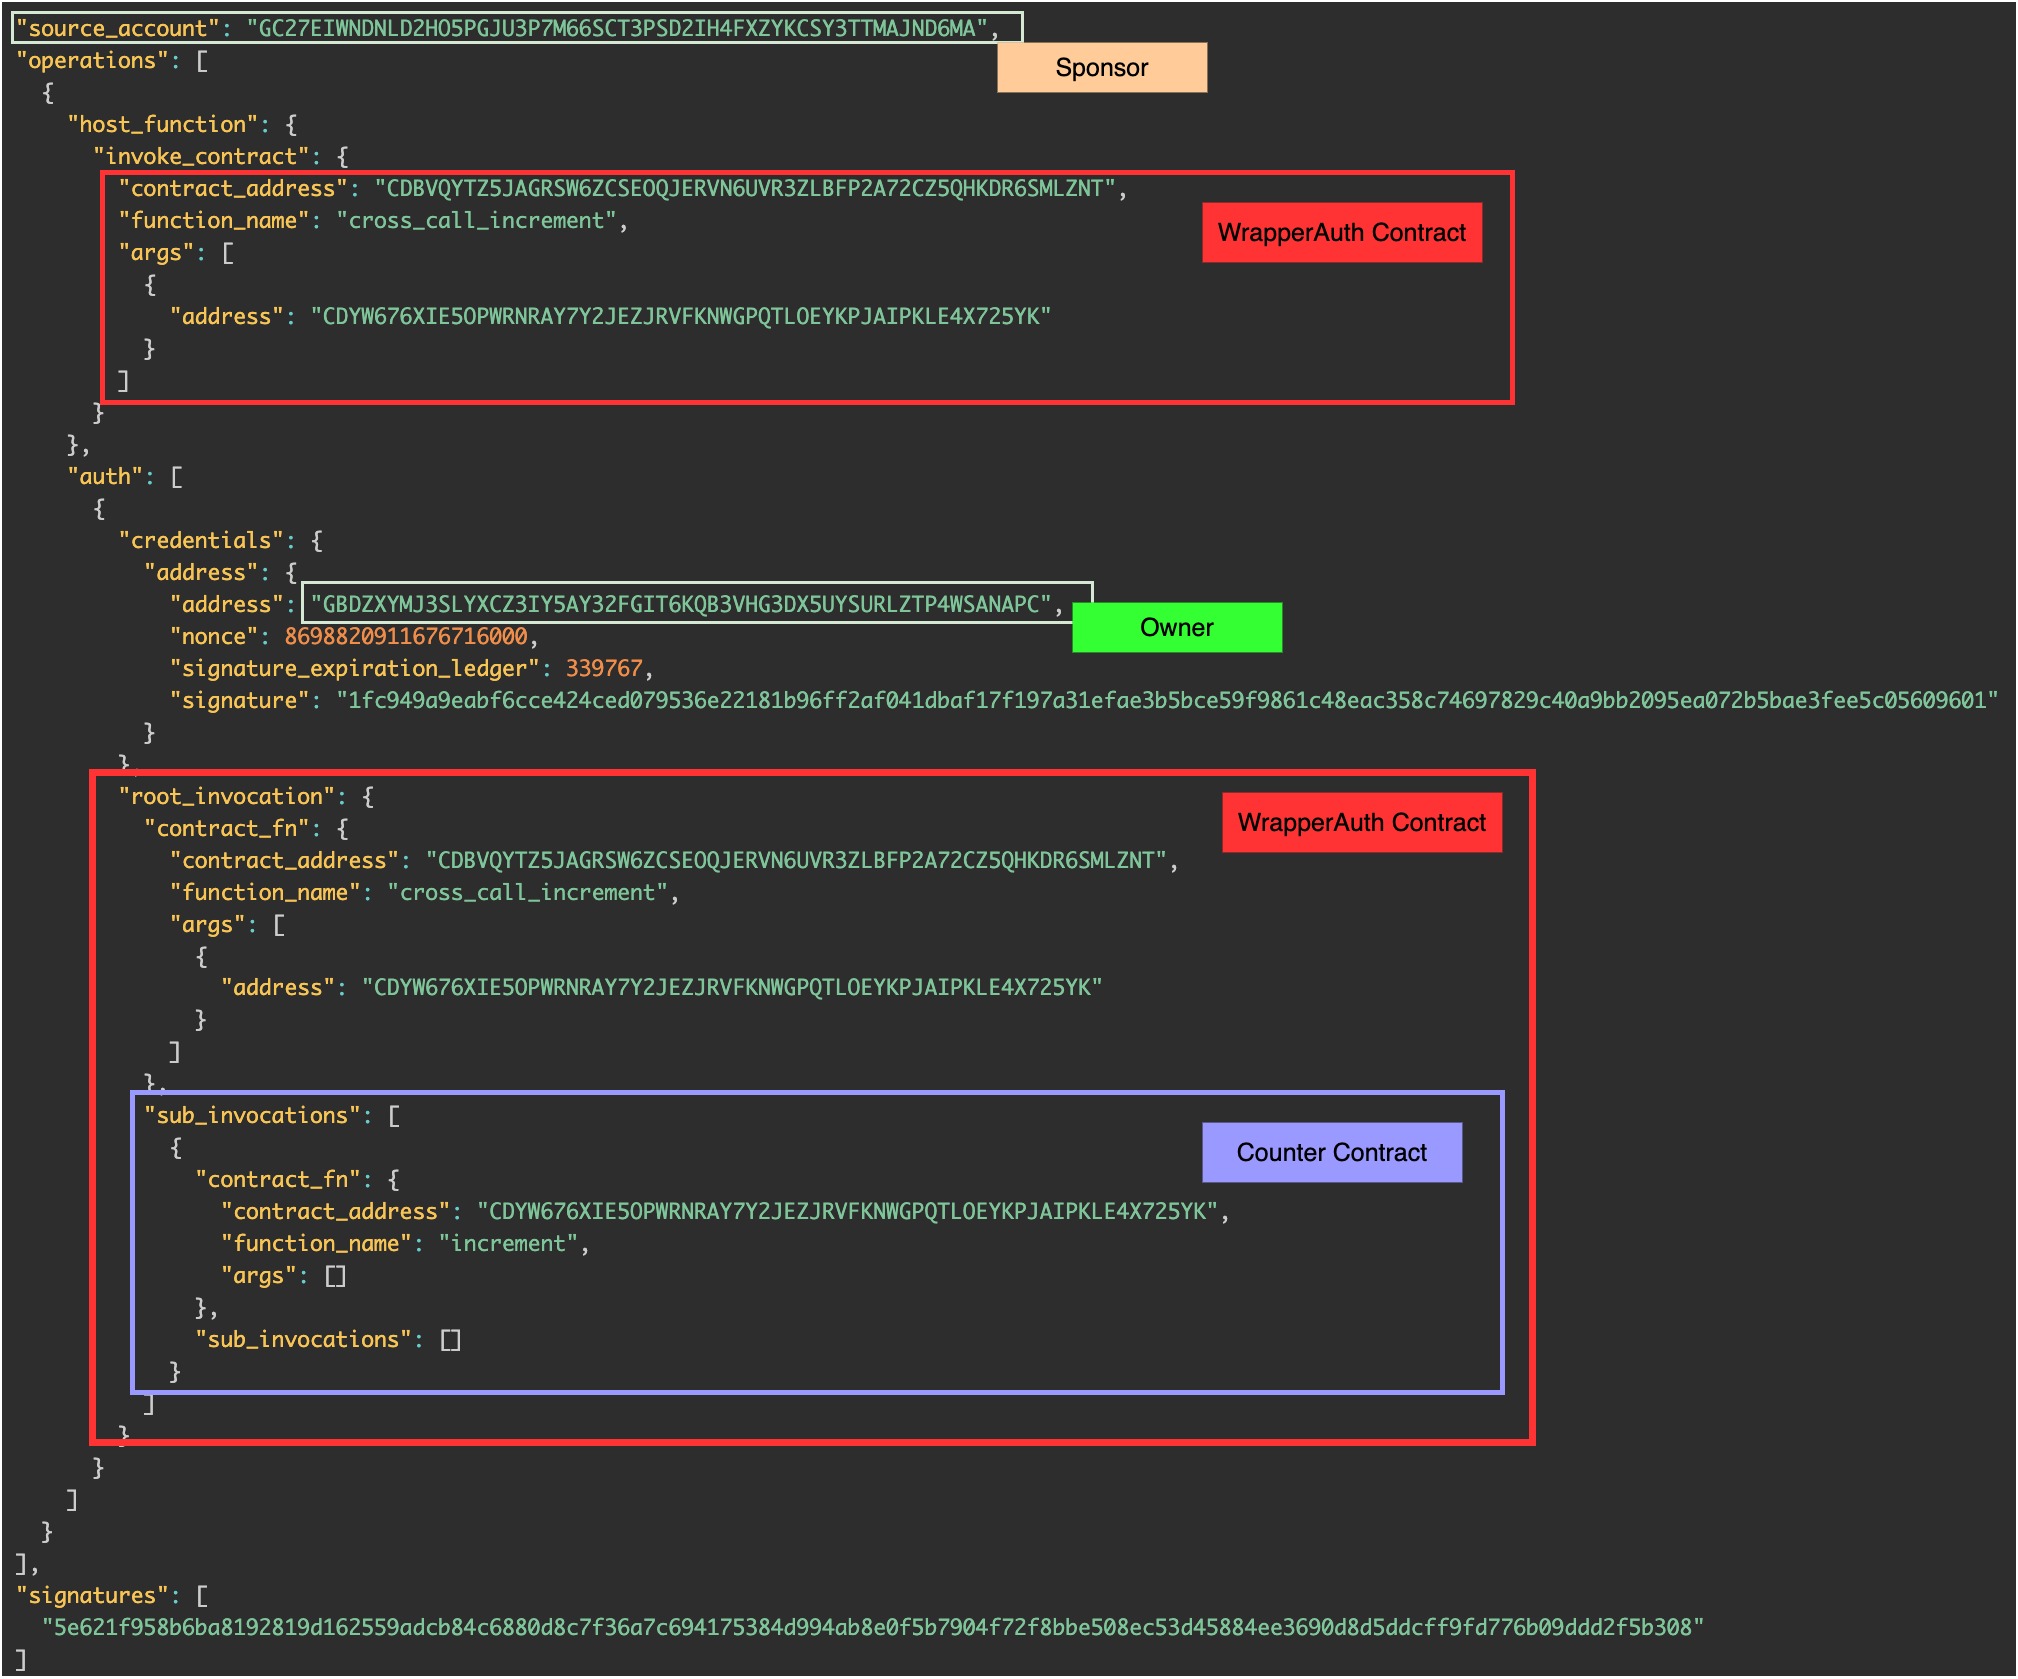 "source_account": "GC27EIWNDNLD2HO5PGJU3P7M66SCT3PSD2IH4FXZYKCSY3TTMAJND6MA",
Sponsor
"operations": [
{
"host_function": {
"invoke_contract": {
"contract_address": "CDBVQYTZ5JAGRSW6ZCSEOQJERVN6UVR3ZLBFP2A72CZ5QHKDR6SMLZNT",
"function_name": "cross_call_increment",
WrapperAuth Contract
"args": [
{
"address": "CDYW676XIE5OPWRNRAY7Y2JEZJRVFKNWGPQTLOEYKPJAIPKLE4X725YK"
}
]
}
},
"auth": [
{
"credentials": {
"address": {
"address": "GBDZXYMJ3SLYXCZ3IY5AY32FGIT6KQB3VHG3DX5UYSURLZTP4WSANAPC",
Owner
"nonce": 8698820911676716000,
"signature_expiration_ledger": 339767,
"signature": "1fc949a9eabf6cce424ced079536e22181b96ff2af041dbaf17f197a31efae3b5bce59f9861c48eac358c74697829c40a9bb2095ea072b5bae3fee5c05609601"
}
},
"root_invocation": {
WrapperAuth Contract
"contract_fn": {
"contract_address": "CDBVQYTZ5JAGRSW6ZCSEOQJERVN6UVR3ZLBFP2A72CZ5QHKDR6SMLZNT",
"function_name": "cross_call_increment",
"args": [
{
"address": "CDYW676XIE5OPWRNRAY7Y2JEZJRVFKNWGPQTLOEYKPJAIPKLE4X725YK"
}
]
},
"sub_invocations": [
{
Counter Contract
"contract_fn": {
"contract_address": "CDYW676XIE5OPWRNRAY7Y2JEZJRVFKNWGPQTLOEYKPJAIPKLE4X725YK",
"function_name": "increment",
"args": []
},
"sub_invocations": []
}
]
}
}
]
}
],
"signatures": [
"5e621f958b6ba8192819d162559adcb84c6880d8c7f36a7c694175384d994ab8e0f5b7904f72f8bbe508ec53d45884ee3690d8d5ddcff9fd776b09ddd2f5b308"
]